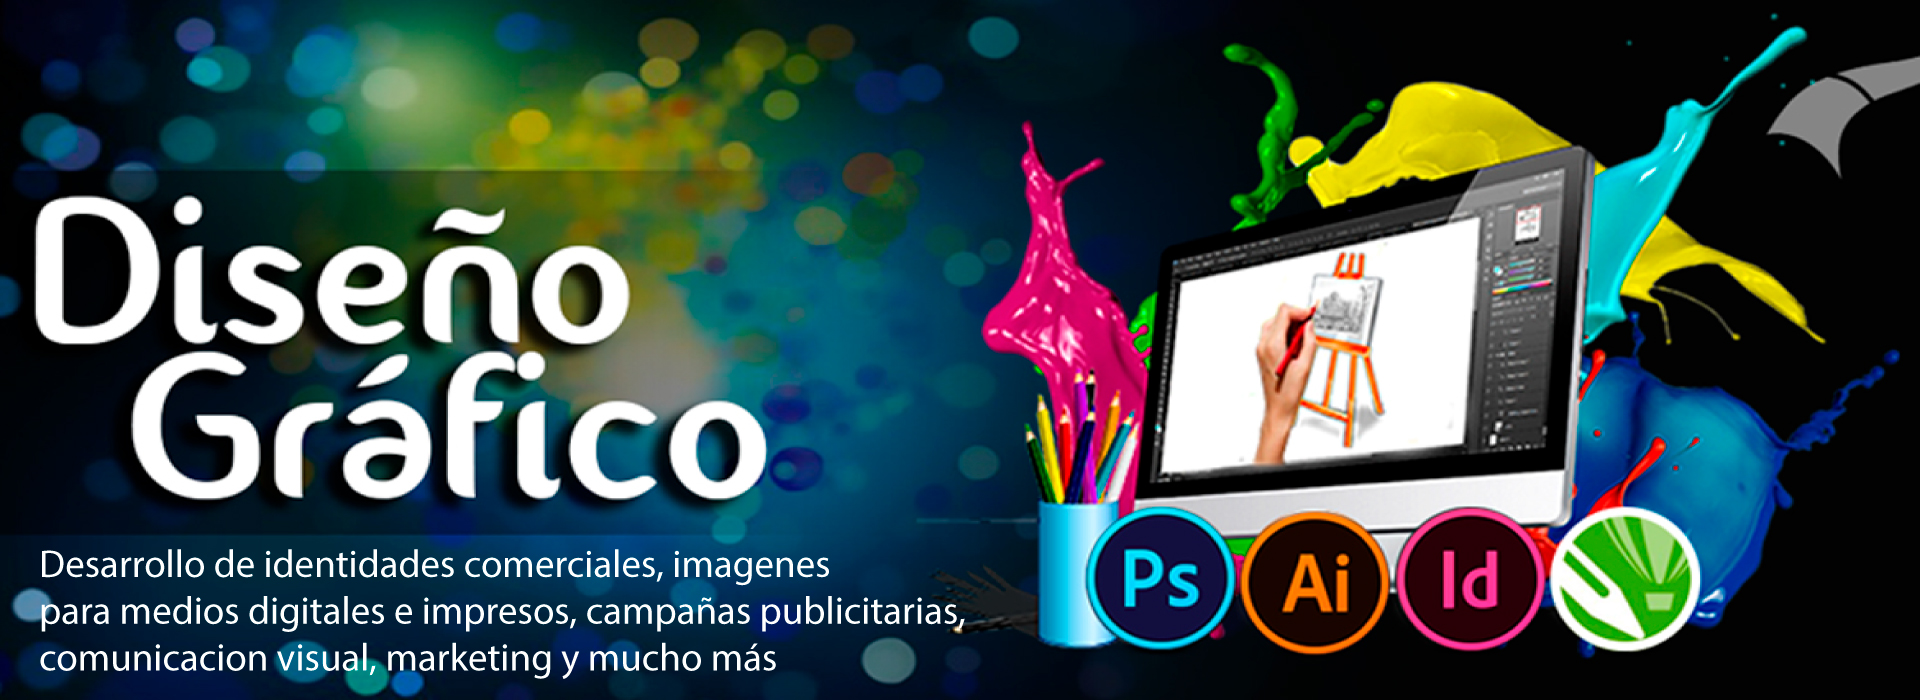 Diseño
Gráfico
Desarrollo de identidades comerciales, imagenes
para medios digitales e impresos, campañas publicitarias,
comunicacion visual, marketing y mucho más
Ps Ai Id